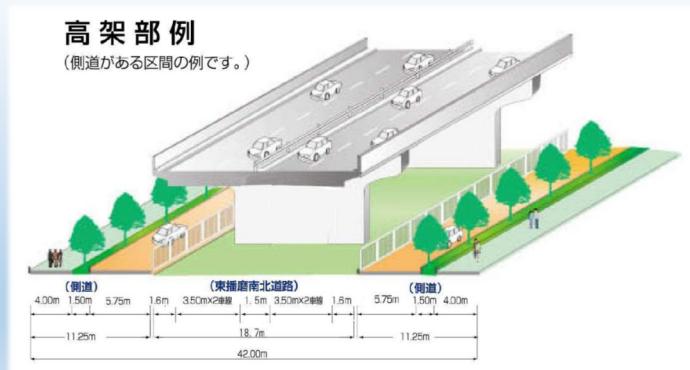 高架部例
(側道がある区間の例です。)
(側道) (東播磨南北道路) (側道)
4.00m 1.50m 5.75m 1.6m 3.50m×2車線 1.5m 3.50m×2車線 1.6m 5.75m 1.50m 4.00m
11.25m 18.7m 11.25m
42.00m